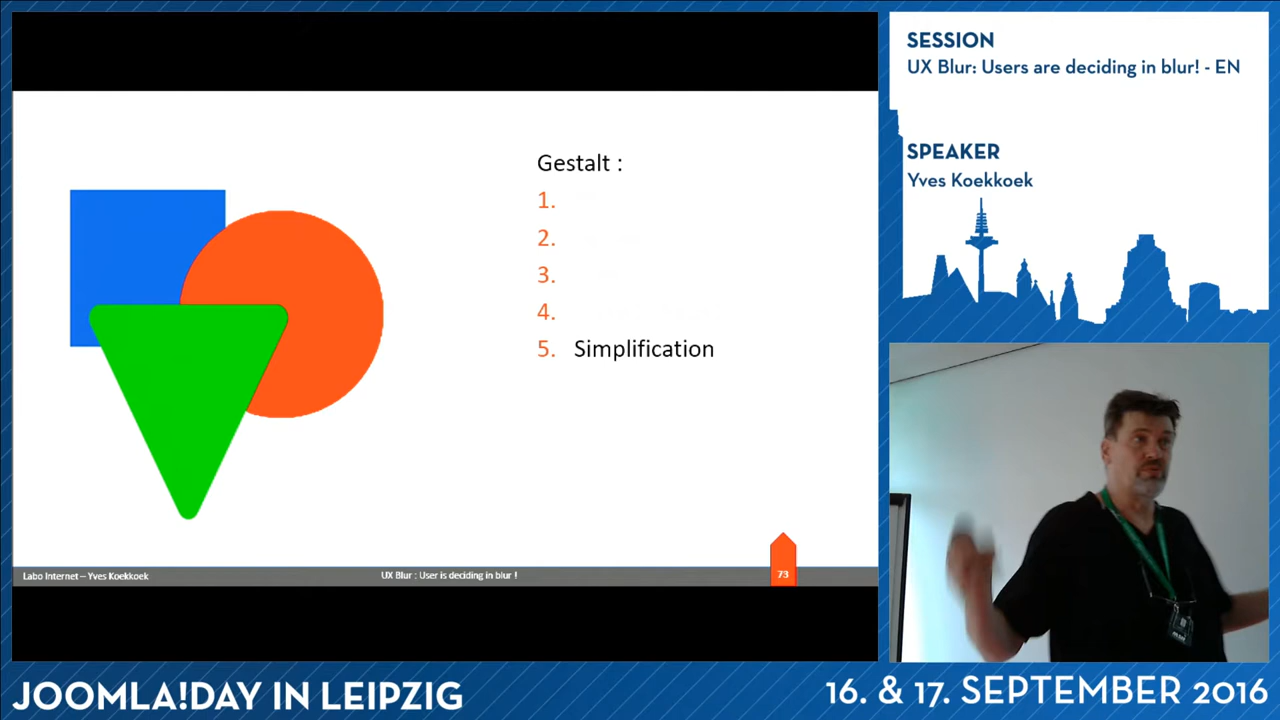 Gestalt :
1.
2.
3.
4.
5. Simplification
Labo Internet – Yves Koekkoek
UX Blur : User is deciding in blur !
73
SESSION
UX Blur: Users are deciding in blur! - EN
SPEAKER
Yves Koekkoek
JOOMLA!DAY IN LEIPZIG
16. & 17. SEPTEMBER 2016